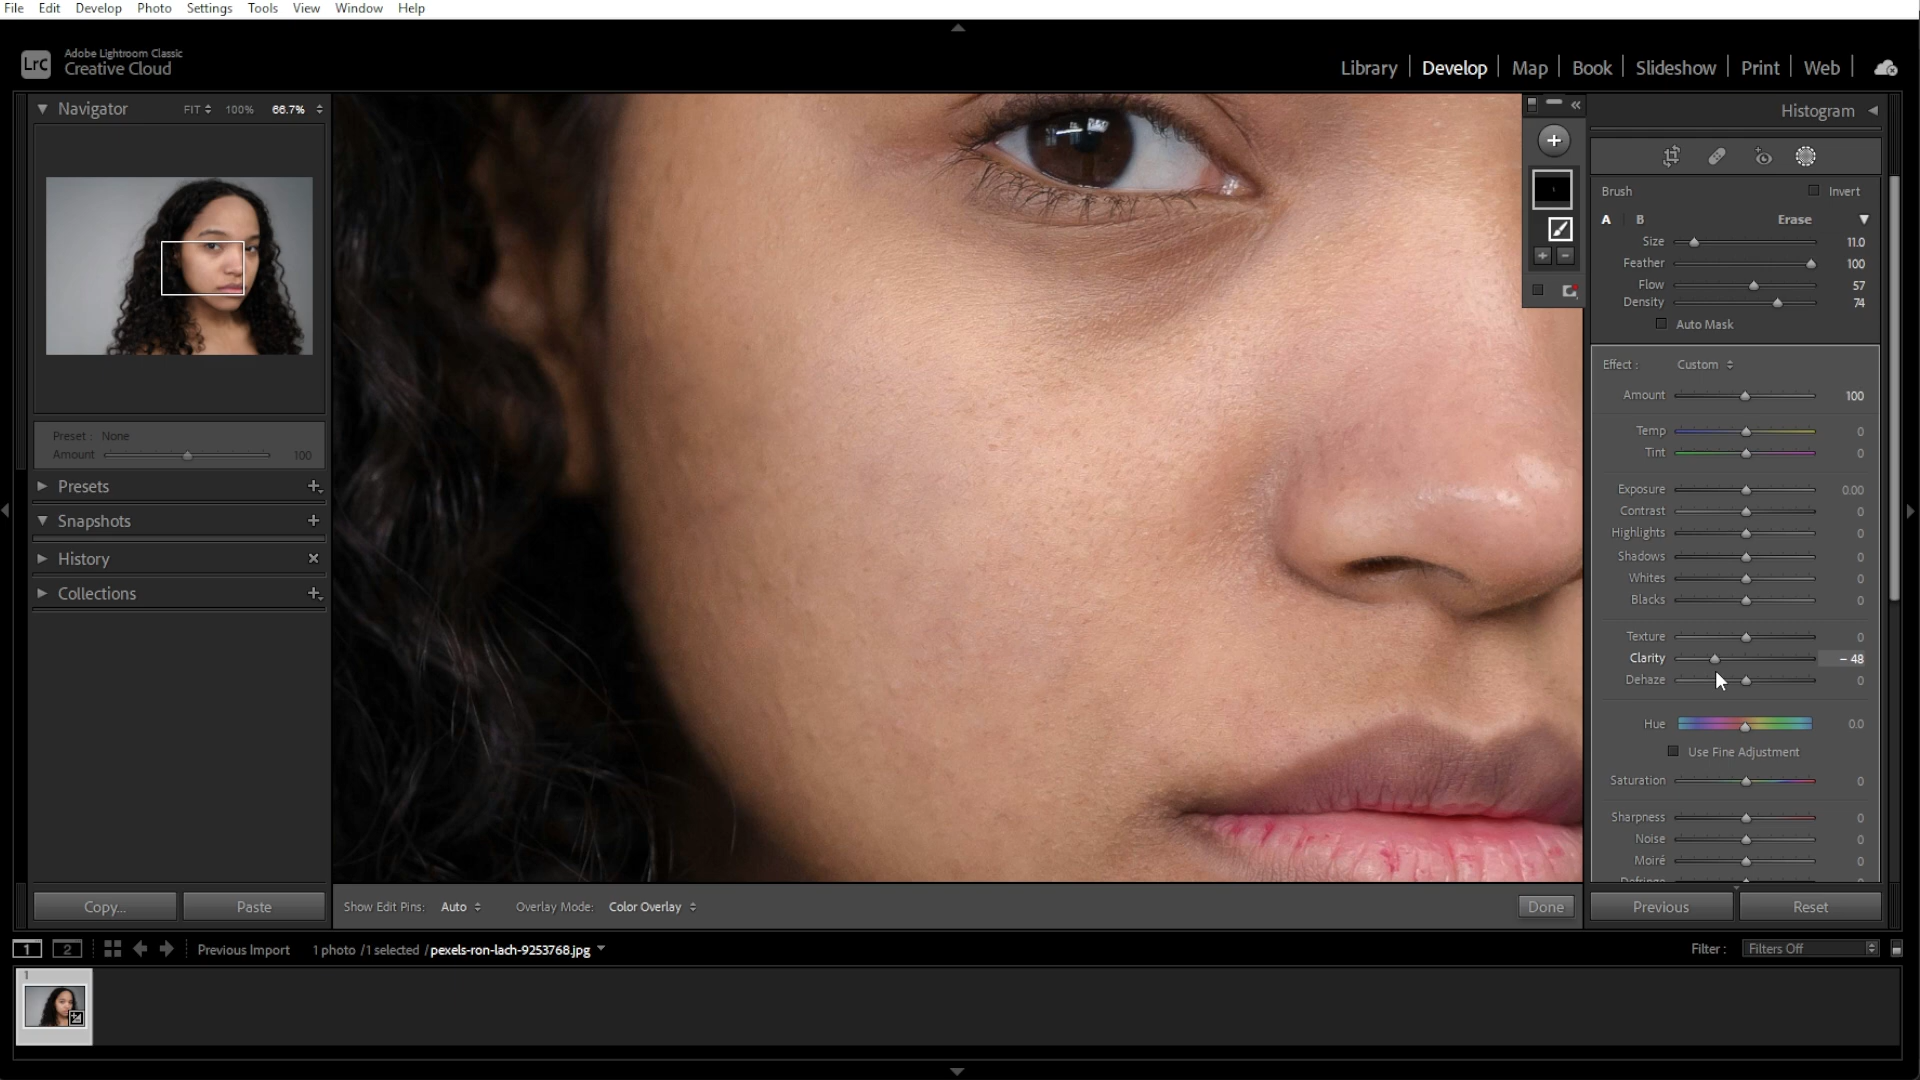 File Edit Develop Photo Settings Tools View Window Help
LrC
Adobe Lightroom Classic
Creative Cloud
Library Develop Map Book Slideshow Print Web
Navigator FIT 100% 66.7%
Histogram
Brush Invert
A B Erase
Size 11.0
Feather 100
Flow 57
Density 74
Auto Mask
Effect : Custom
Amount 100
Temp 0
Tint 0
Exposure 0.00
Contrast 0
Highlights 0
Shadows 0
Whites 0
Blacks 0
Texture 0
Clarity – 48
Dehaze 0
Hue 0.0
Use Fine Adjustment
Saturation 0
Sharpness 0
Noise 0
Moiré 0
Defringe
Preset : None
Amount 100
Presets
Snapshots
History
Collections
Copy... Paste
Show Edit Pins: Auto Overlay Mode: Color Overlay Done
Previous Reset
1 2 Previous Import 1 photo /1 selected /pexels-ron-lach-9253768.jpg
Filter : Filters Off
1